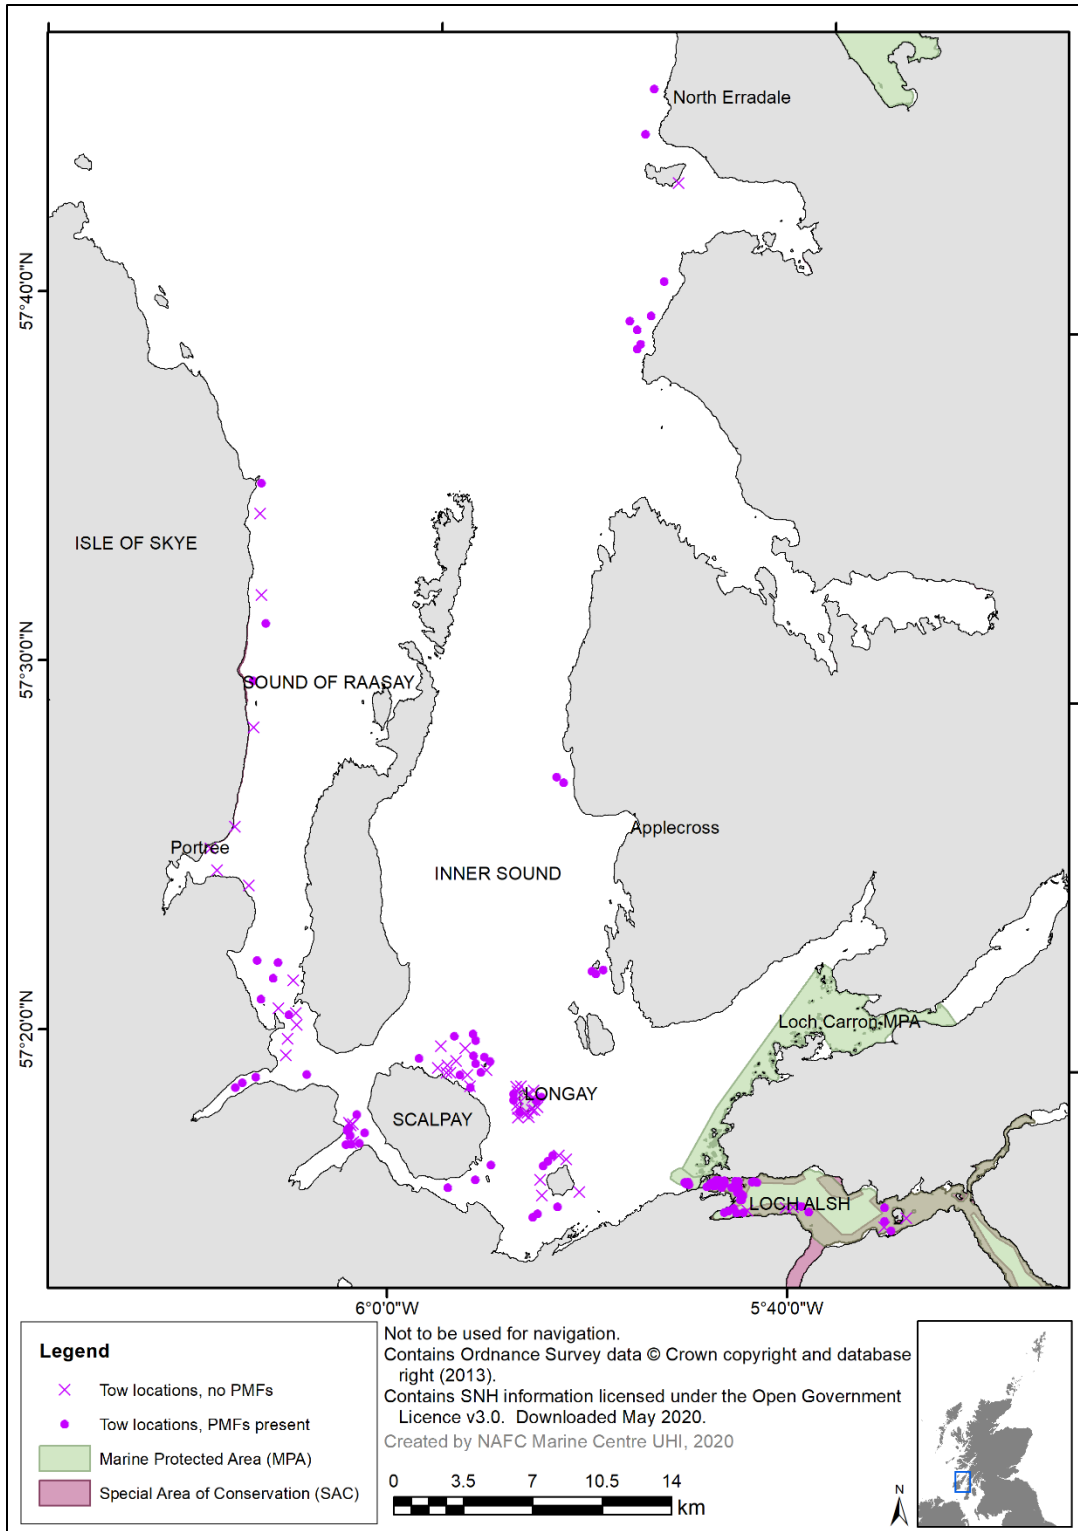 North Erradale
57°40'0"N
ISLE OF SKYE
57°30'0"N
SOUND OF RAASAY
Applecross
Portree
INNER SOUND
57°20'0"N
Loch Carron MPA
LONGAY
SCALPAY
LOCH ALSH
6°0'0"W
5°40'0"W
Legend
Tow locations, no PMFs
Tow locations, PMFs present
Marine Protected Area (MPA)
Special Area of Conservation (SAC)
Not to be used for navigation.
Contains Ordnance Survey data © Crown copyright and database
right (2013).
Contains SNH information licensed under the Open Government
Licence v3.0. Downloaded May 2020.
Created by NAFC Marine Centre UHI, 2020
0 3.5 7 10.5 14
km
N